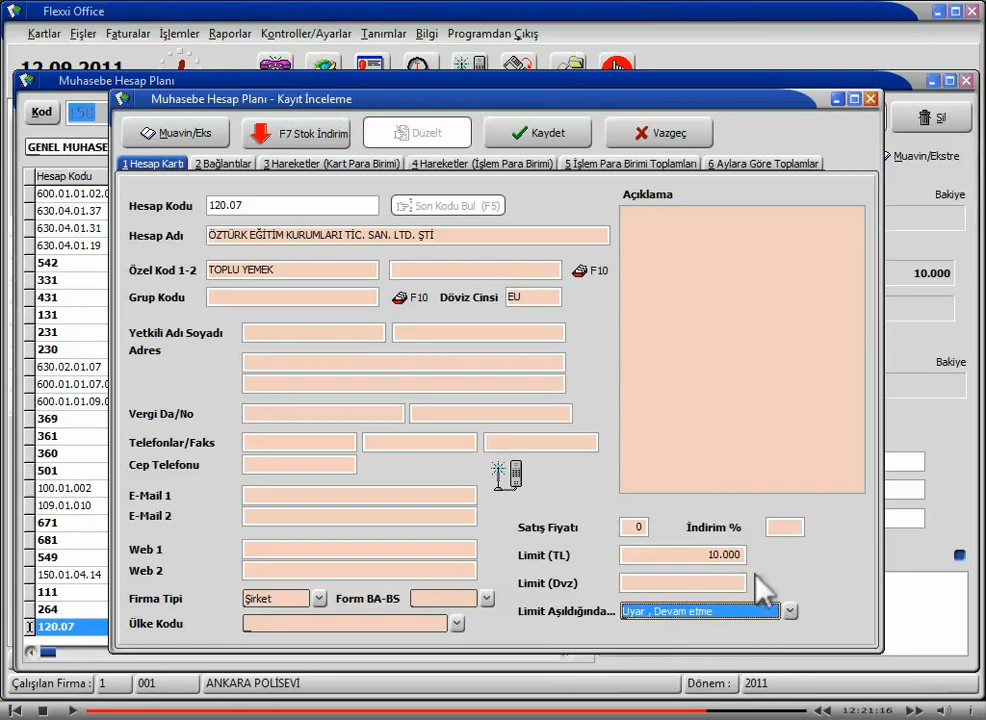 Flexxi Office
Kartlar Fişler Faturalar İşlemler Raporlar Kontroller/Ayarlar Tanımlar Bilgi Programdan Çıkış
12.09.2011
Muhasebe Hesap Planı
Muhasebe Hesap Planı - Kayıt İnceleme
Kod 150
Muavin/Eks F7 Stok İndirim Düzelt Kaydet Vazgeç
Sil
GENEL MUHASE
Muavin/Ekstre
1 Hesap Kartı 2 Bağlantılar 3 Hareketler (Kart Para Birimi) 4 Hareketler (İşlem Para Birimi) 5 İşlem Para Birimi Toplamları 6 Aylara Göre Toplamlar
Hesap Kodu
600.01.01.02.0
630.04.01.37
630.04.01.31
630.04.01.19
542
331
431
131
231
230
630.02.01.07
600.01.01.07.0
600.01.01.09.0
369
361
360
501
100.01.002
109.01.010
671
681
549
150.01.04.14
111
264
120.07
Hesap Kodu 120.07 Son Kodu Bul (F5)
Hesap Adı ÖZTÜRK EĞİTİM KURUMLARI TİC. SAN. LTD. ŞTİ
Özel Kod 1-2 TOPLU YEMEK F10
Grup Kodu F10 Döviz Cinsi EU
Yetkili Adı Soyadı
Adres
Vergi Da/No
Telefonlar/Faks
Cep Telefonu
E-Mail 1
E-Mail 2
Web 1
Web 2
Firma Tipi Şirket Form BA-BS
Ülke Kodu
Açıklama
Satış Fiyatı 0 İndirim %
Limit (TL) 10.000
Limit (Dvz)
Limit Aşıldığında... Uyar , Devam etme
Bakiye
10.000
Bakiye
Çalışılan Firma : 1 001 ANKARA POLİSEVİ Dönem : 2011
12:21:16